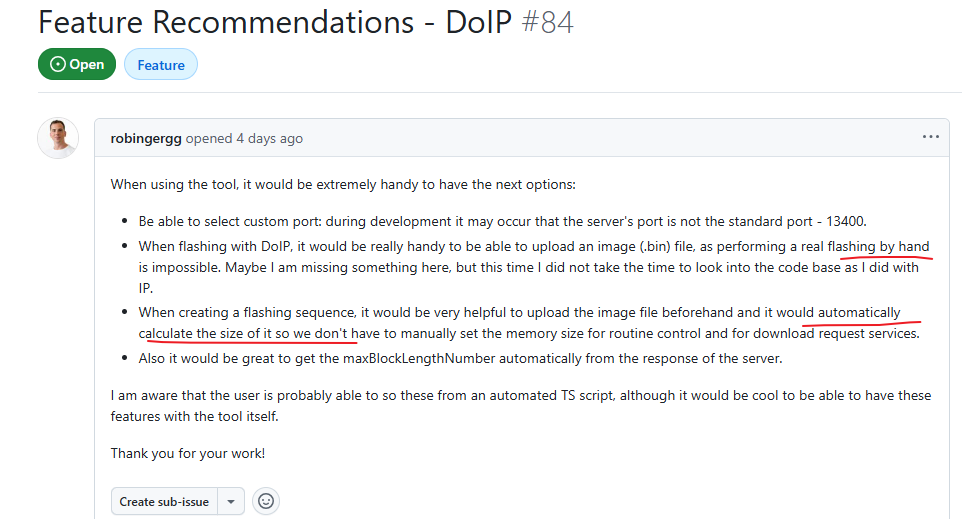 Feature Recommendations - DoIP #84
Open
Feature
robingergg opened 4 days ago
When using the tool, it would be extremely handy to have the next options:
Be able to select custom port: during development it may occur that the server's port is not the standard port - 13400.
When flashing with DoIP, it would be really handy to be able to upload an image (.bin) file, as performing a real flashing by hand
is impossible. Maybe I am missing something here, but this time I did not take the time to look into the code base as I did with
IP.
When creating a flashing sequence, it would be very helpful to upload the image file beforehand and it would automatically
calculate the size of it so we don't have to manually set the memory size for routine control and for download request services.
Also it would be great to get the maxBlockLengthNumber automatically from the response of the server.
I am aware that the user is probably able to so these from an automated TS script, although it would be cool to be able to have these
features with the tool itself.
Thank you for your work!
Create sub-issue